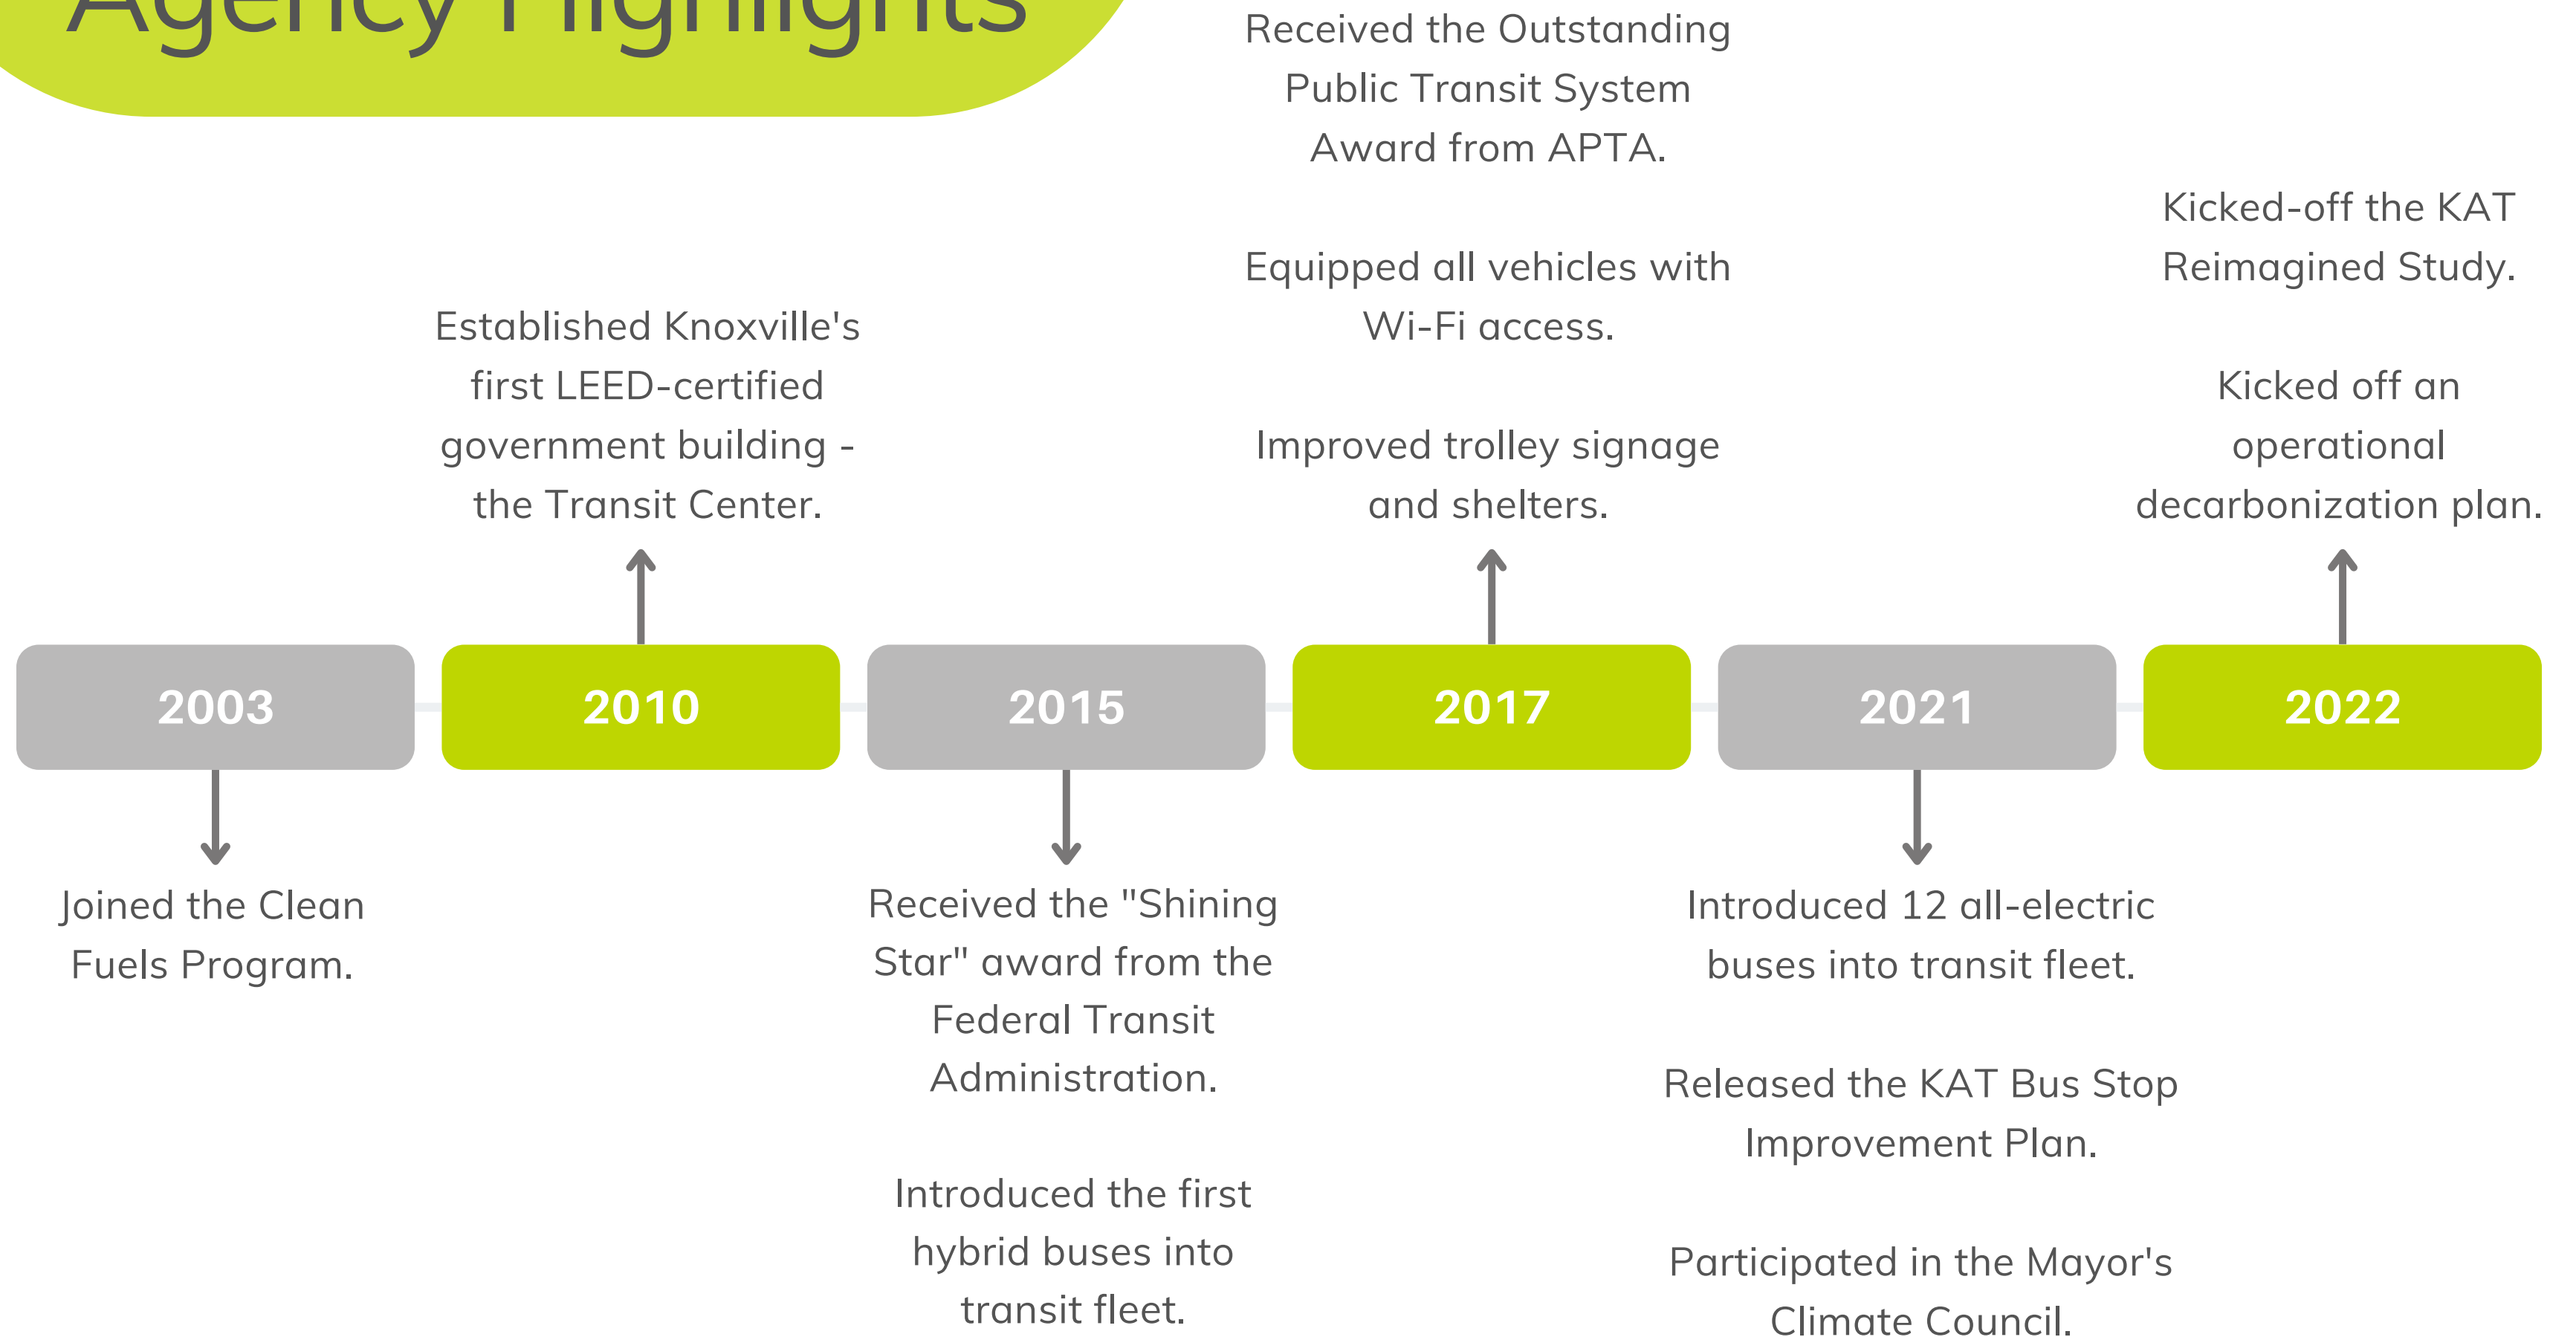 Agency Highlights
Received the Outstanding
Public Transit System
Award from APTA.
Equipped all vehicles with
Wi-Fi access.
Improved trolley signage
and shelters.
Kicked-off the KAT
Reimagined Study.
Kicked off an
operational
decarbonization plan.
Established Knoxville's
first LEED-certified
government building -
the Transit Center.
2003
2010
2015
2017
2021
2022
Joined the Clean
Fuels Program.
Received the "Shining
Star" award from the
Federal Transit
Administration.
Introduced the first
hybrid buses into
transit fleet.
Introduced 12 all-electric
buses into transit fleet.
Released the KAT Bus Stop
Improvement Plan.
Participated in the Mayor's
Climate Council.